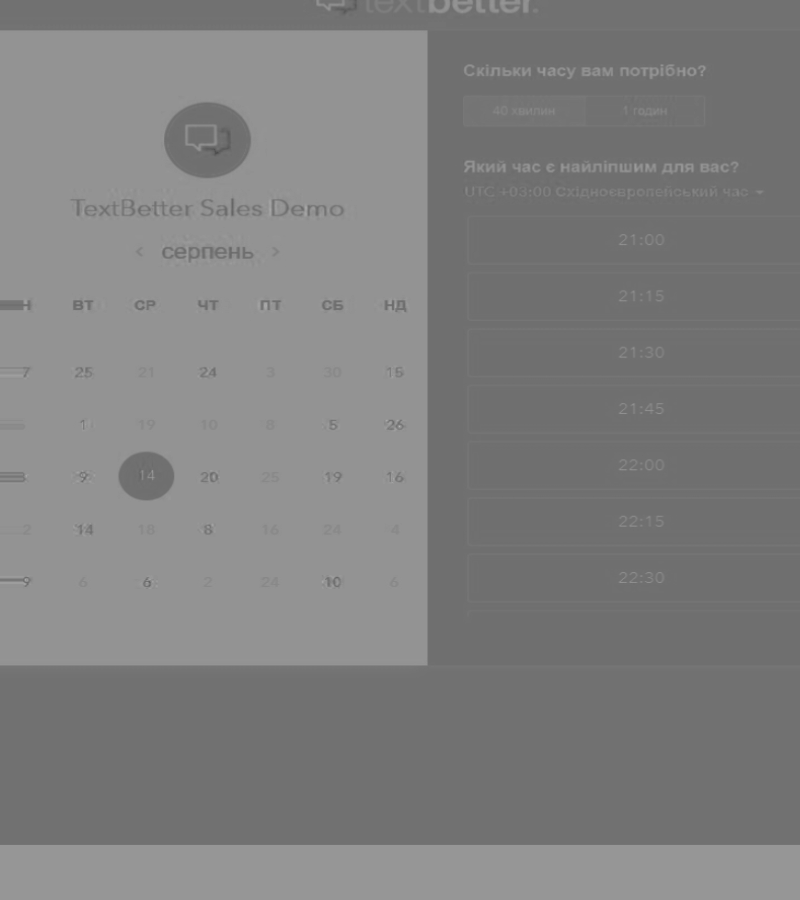 textbetter.
TextBetter Sales Demo
< серпень >
ВТ СР ЧТ ПТ СБ НД
7 25 21 24 3 30 15
1 19 10 8 5 26
9 14 20 25 19 16
2 14 18 8 16 24 4
9 6 6 2 24 10 6
Скільки часу вам потрібно?
40 хвилин 1 годин
Який час є найліпшим для вас?
UTC +03:00 Східноєвропейський час
21:00
21:15
21:30
21:45
22:00
22:15
22:30